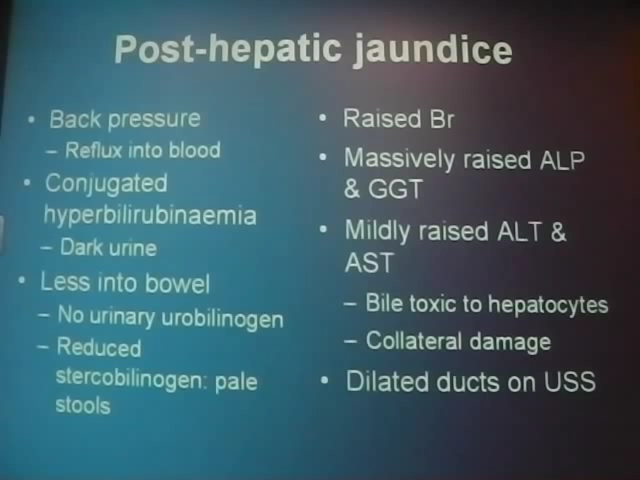 Post-hepatic jaundice
• Back pressure
– Reflux into blood
• Conjugated
hyperbilirubinaemia
– Dark urine
• Less into bowel
– No urinary urobilinogen
– Reduced
stercobilinogen: pale
stools
• Raised Br
• Massively raised ALP
& GGT
• Mildly raised ALT &
AST
– Bile toxic to hepatocytes
– Collateral damage
• Dilated ducts on USS